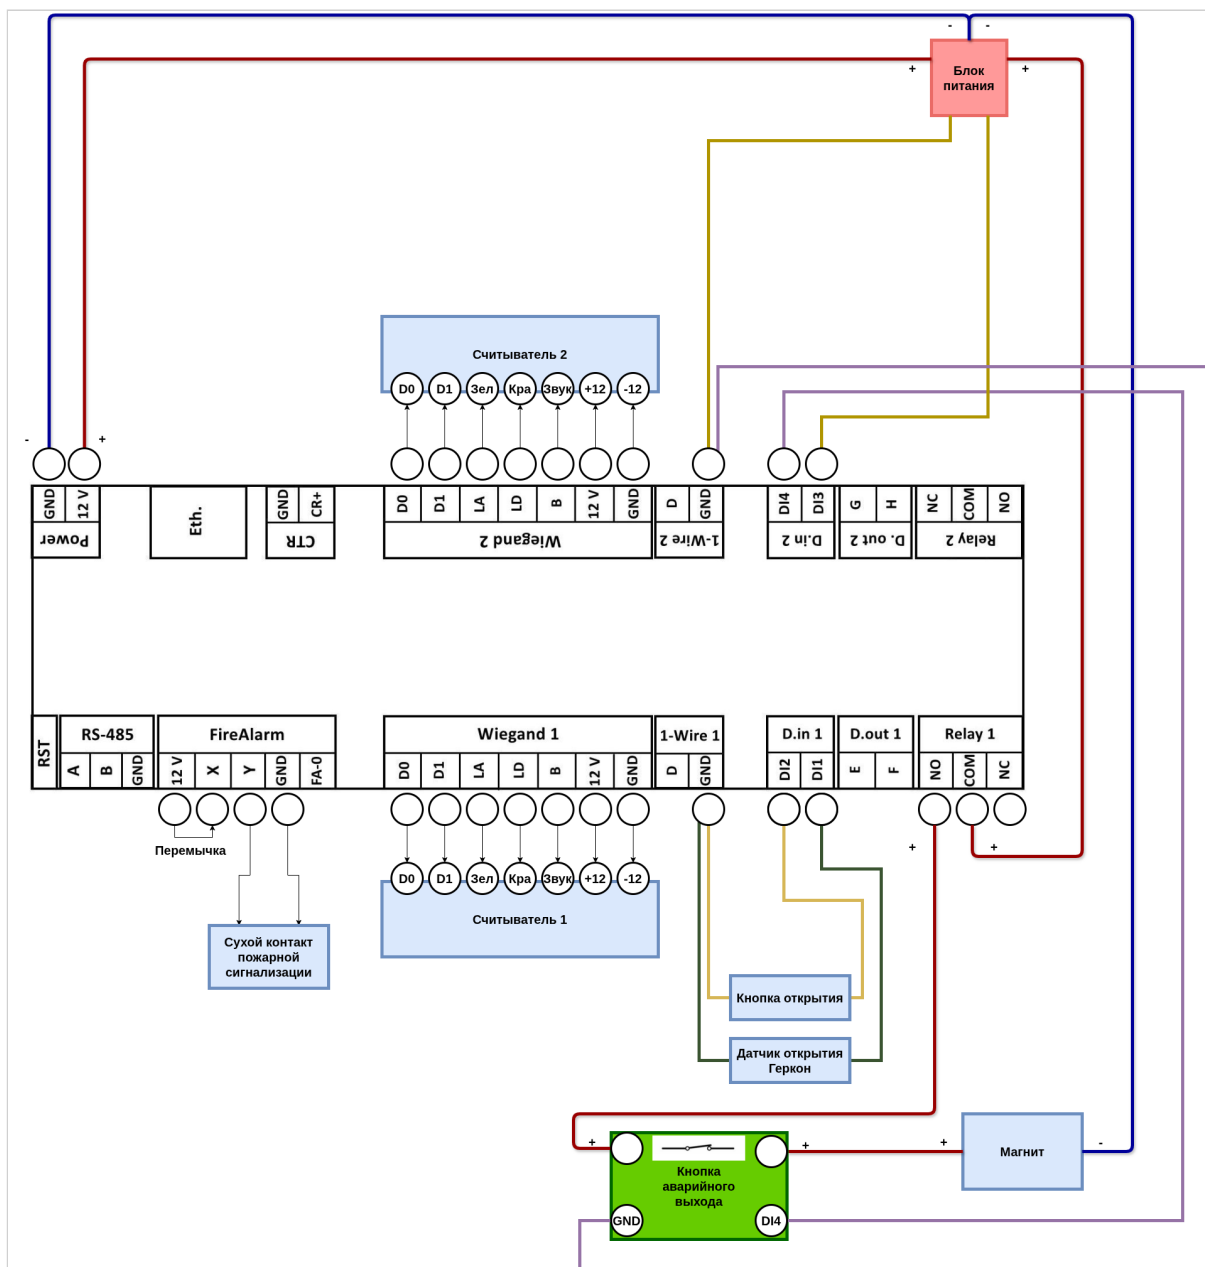 - -
+ Блок +
питания
Считыватель 2
D0 D1 Зел Кра Звук +12 -12
- +
GND 12 V Eth. GND CR+ D0 D1 LA LD B 12 V GND D GND DI4 DI3 G H NC COM NO
Power CTR Wiegand 2 1-Wire 2 D.in 2 D. out 2 Relay 2
RST RS-485 FireAlarm Wiegand 1 1-Wire 1 D.in 1 D.out 1 Relay 1
A B GND 12 V X Y GND FA-0 D0 D1 LA LD B 12 V GND D GND DI2 DI1 E F NO COM NC
Перемычка
+ +
D0 D1 Зел Кра Звук +12 -12
Считыватель 1
Сухой контакт
пожарной
сигнализации
Кнопка открытия
Датчик открытия
Геркон
+ + + -
Кнопка
аварийного
выхода
Магнит
GND DI4